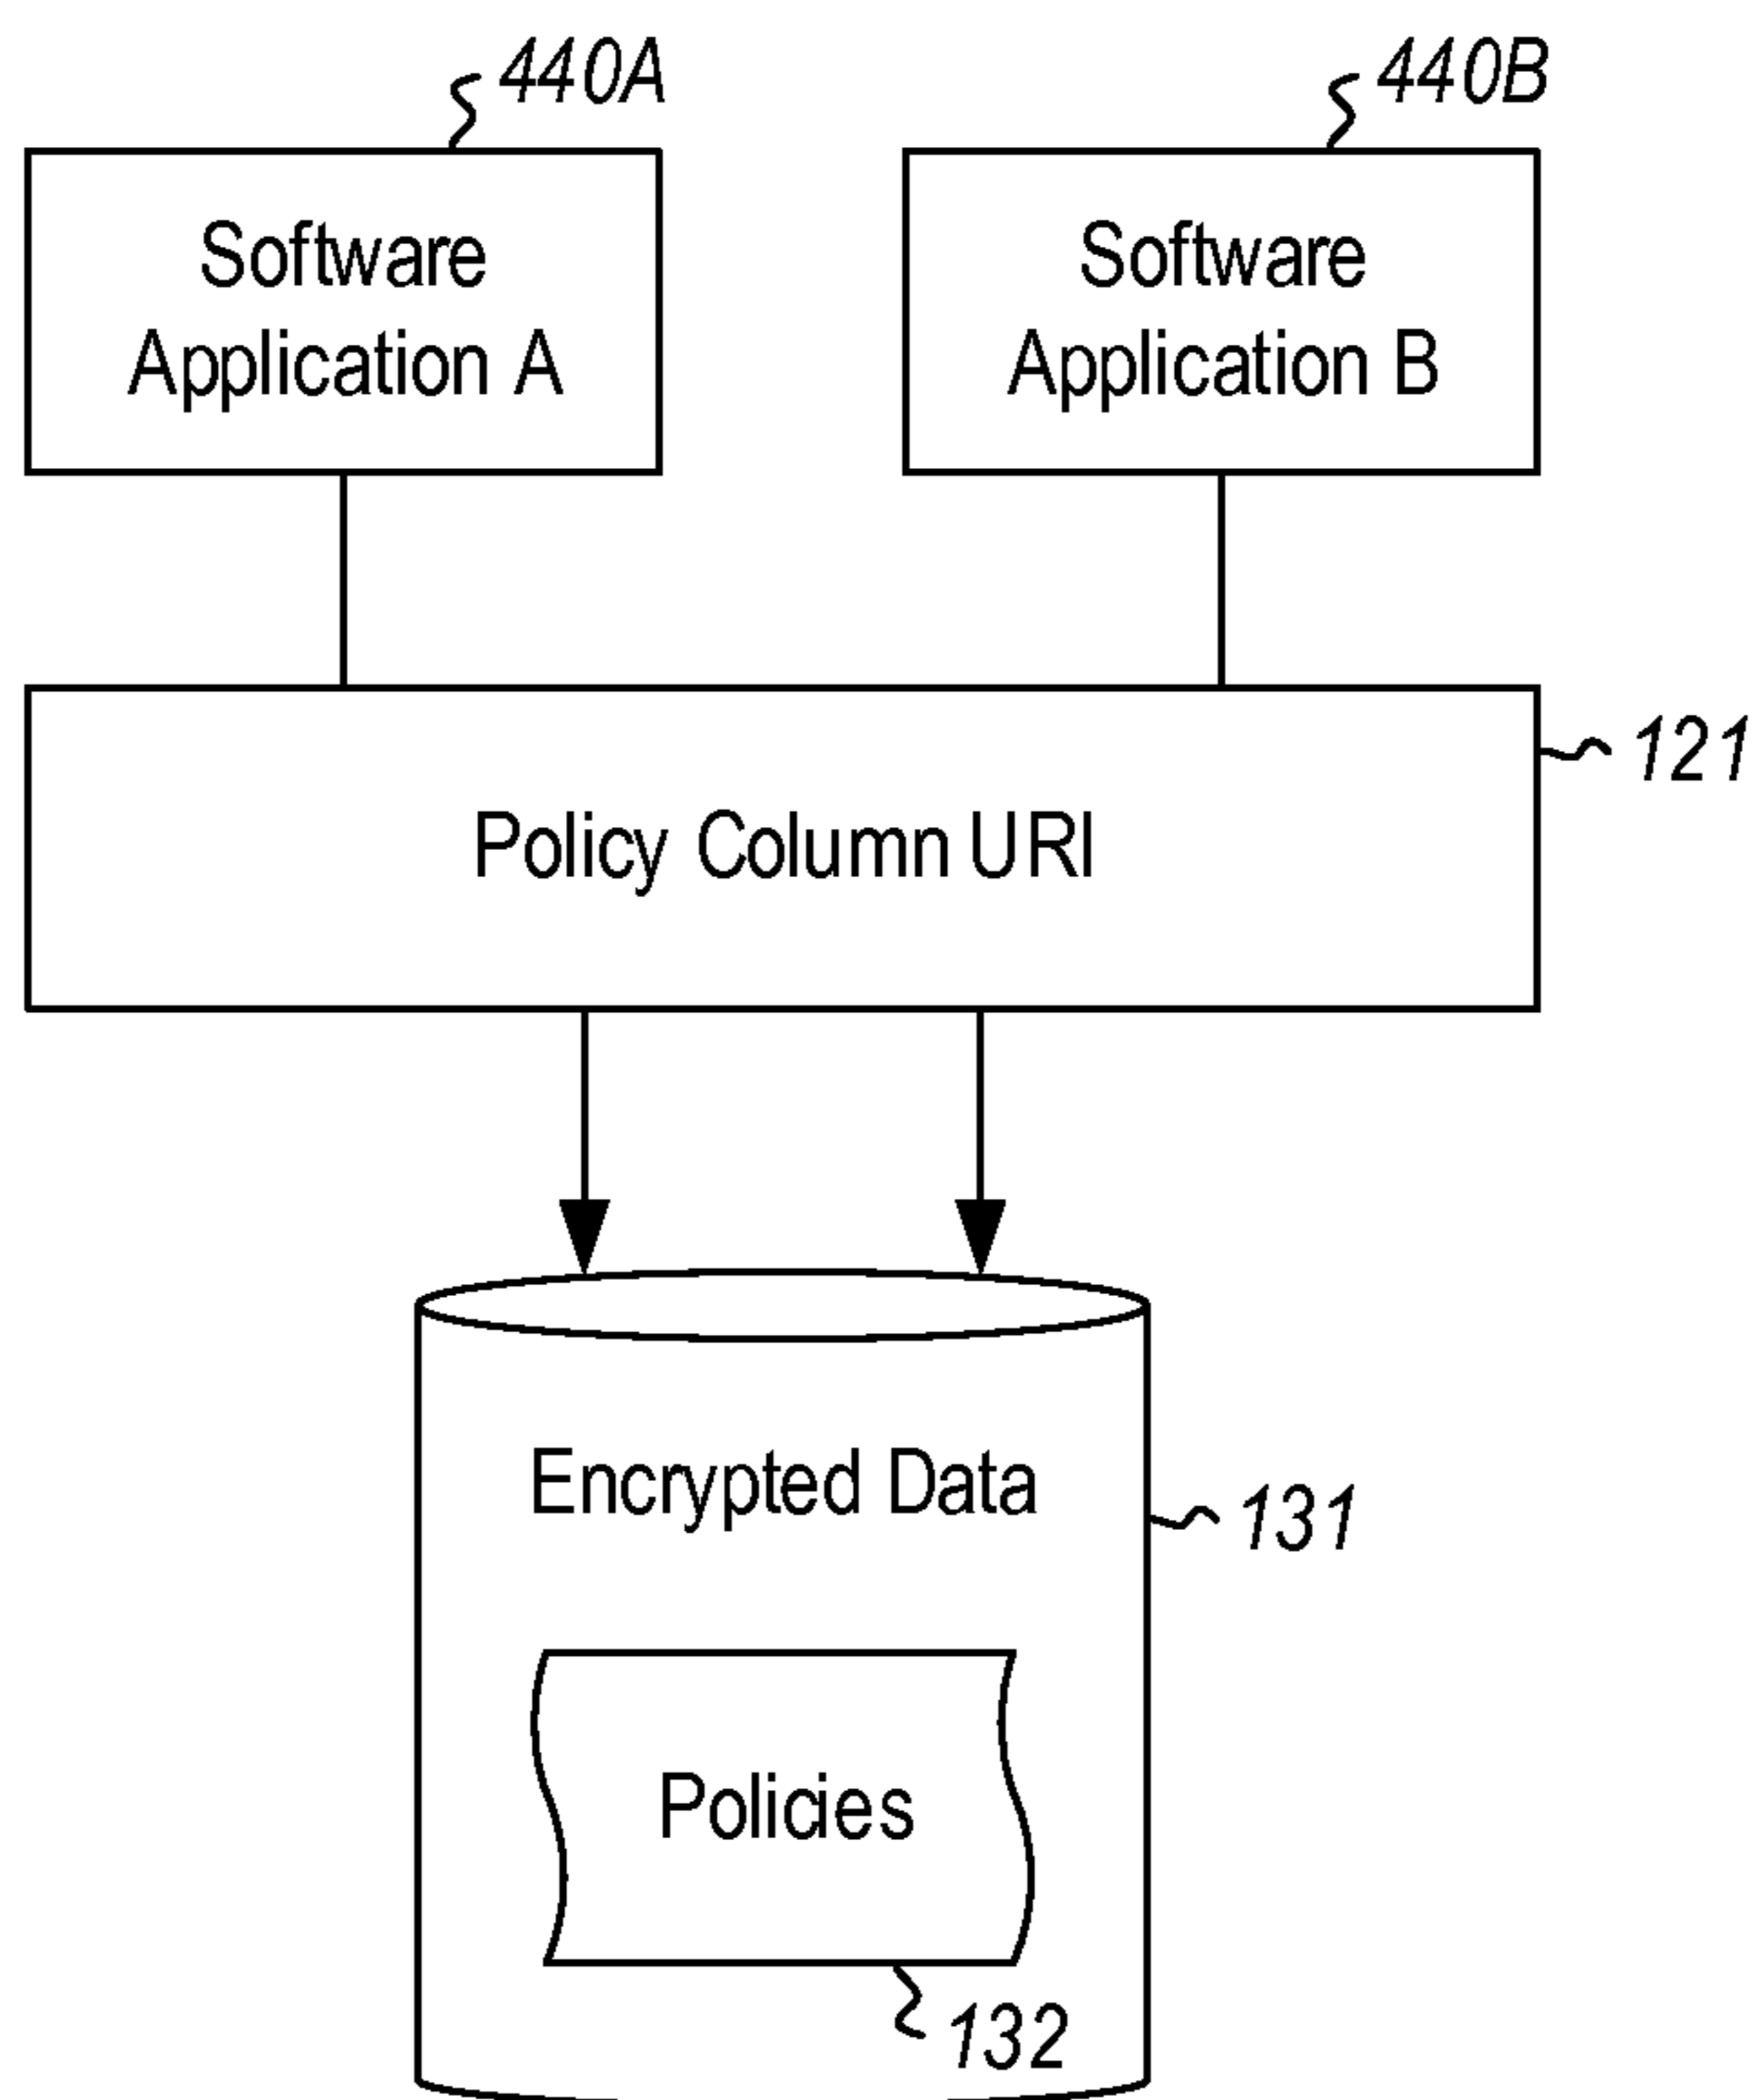 440A
440B
Software
Application A
Software
Application B
121
Policy Column URI
Encrypted Data
131
Policies
132